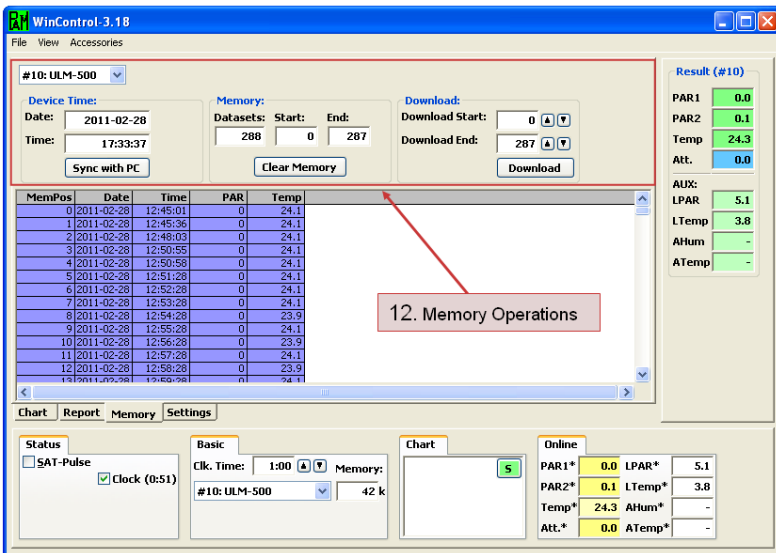 WinControl-3.18
File View Accessories
#10: ULM-500
Device Time:
Date: 2011-02-28
Time: 17:33:37
Sync with PC
Memory:
Datasets: Start: End:
288 0 287
Clear Memory
Download:
Download Start: 0
Download End: 287
Download
Result (#10)
PAR1 0.0
PAR2 0.1
Temp 24.3
Att. 0.0
AUX:
LPAR 5.1
LTemp 3.8
AHum -
ATemp -
MemPos Date Time PAR Temp
0 2011-02-28 12:45:01 0 24.1
1 2011-02-28 12:45:36 0 24.1
2 2011-02-28 12:48:03 0 24.1
3 2011-02-28 12:50:55 0 24.1
4 2011-02-28 12:50:58 0 24.1
5 2011-02-28 12:51:28 0 24.1
6 2011-02-28 12:52:28 0 24.1
7 2011-02-28 12:53:28 0 24.1
8 2011-02-28 12:54:28 0 23.9
9 2011-02-28 12:55:28 0 24.1
10 2011-02-28 12:56:28 0 23.9
11 2011-02-28 12:57:28 0 24.1
12 2011-02-28 12:58:28 0 23.9
13 2011-02-28 12:59:28 0 24.1
12. Memory Operations
Chart Report Memory Settings
Status
SAT-Pulse
Clock (0:51)
Basic
Clk. Time: 1:00 Memory:
#10: ULM-500 42 k
Chart
S
Online
PAR1* 0.0 LPAR* 5.1
PAR2* 0.1 LTemp* 3.8
Temp* 24.3 AHum* -
Att.* 0.0 ATemp* -